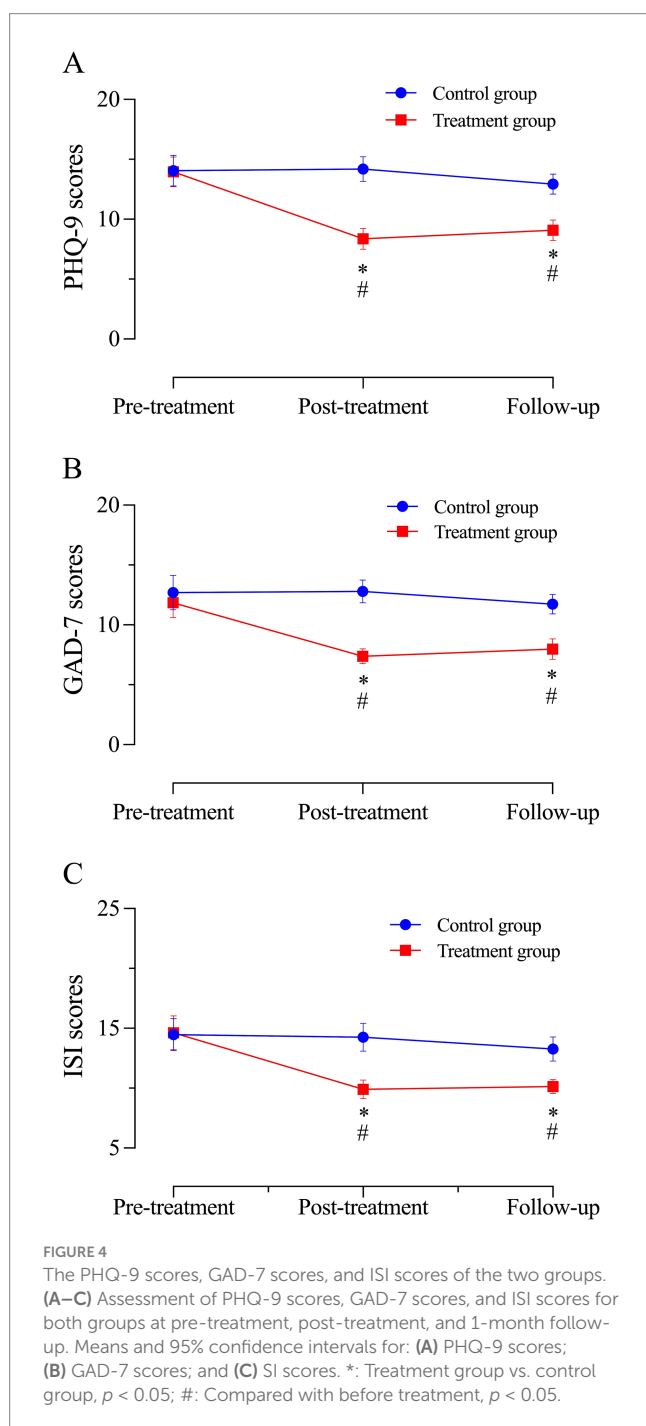 A
20
10
0
PHQ-9 scores
Control group
Treatment group
*
#
*
#
Pre-treatment Post-treatment Follow-up
B
20
10
0
GAD-7 scores
Control group
Treatment group
*
#
*
#
Pre-treatment Post-treatment Follow-up
C
25
15
5
ISI scores
Control group
Treatment group
*
#
*
#
Pre-treatment Post-treatment Follow-up
FIGURE 4
The PHQ-9 scores, GAD-7 scores, and ISI scores of the two groups.
(A–C) Assessment of PHQ-9 scores, GAD-7 scores, and ISI scores for
both groups at pre-treatment, post-treatment, and 1-month follow-
up. Means and 95% confidence intervals for: (A) PHQ-9 scores;
(B) GAD-7 scores; and (C) SI scores. *: Treatment group vs. control
group, p < 0.05; #: Compared with before treatment, p < 0.05.